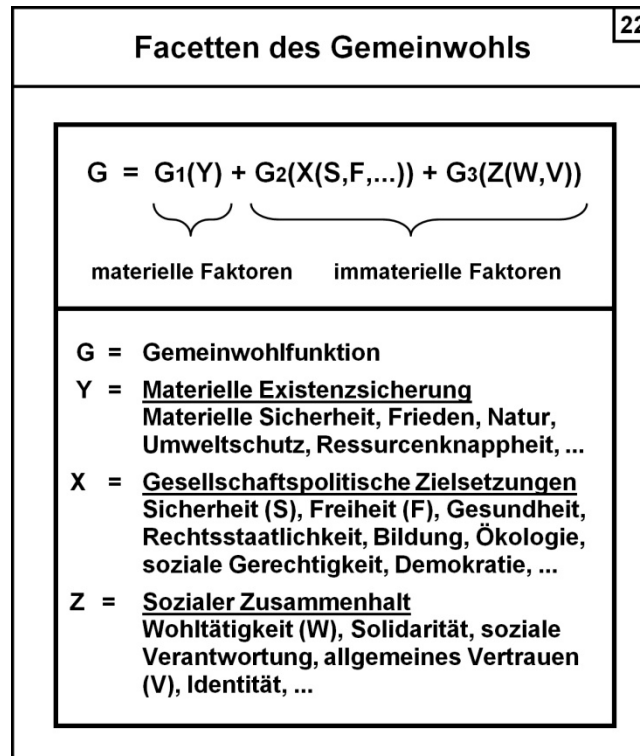 22
Facetten des Gemeinwohls
G = G1(Y) + G2(X(S,F,...)) + G3(Z(W,V))
materielle Faktoren immaterielle Faktoren
G = Gemeinwohlfunktion
Y = Materielle Existenzsicherung
Materielle Sicherheit, Frieden, Natur,
Umweltschutz, Ressurcenknappheit, ...
X = Gesellschaftspolitische Zielsetzungen
Sicherheit (S), Freiheit (F), Gesundheit,
Rechtsstaatlichkeit, Bildung, Ökologie,
soziale Gerechtigkeit, Demokratie, ...
Z = Sozialer Zusammenhalt
Wohltätigkeit (W), Solidarität, soziale
Verantwortung, allgemeines Vertrauen
(V), Identität, ...